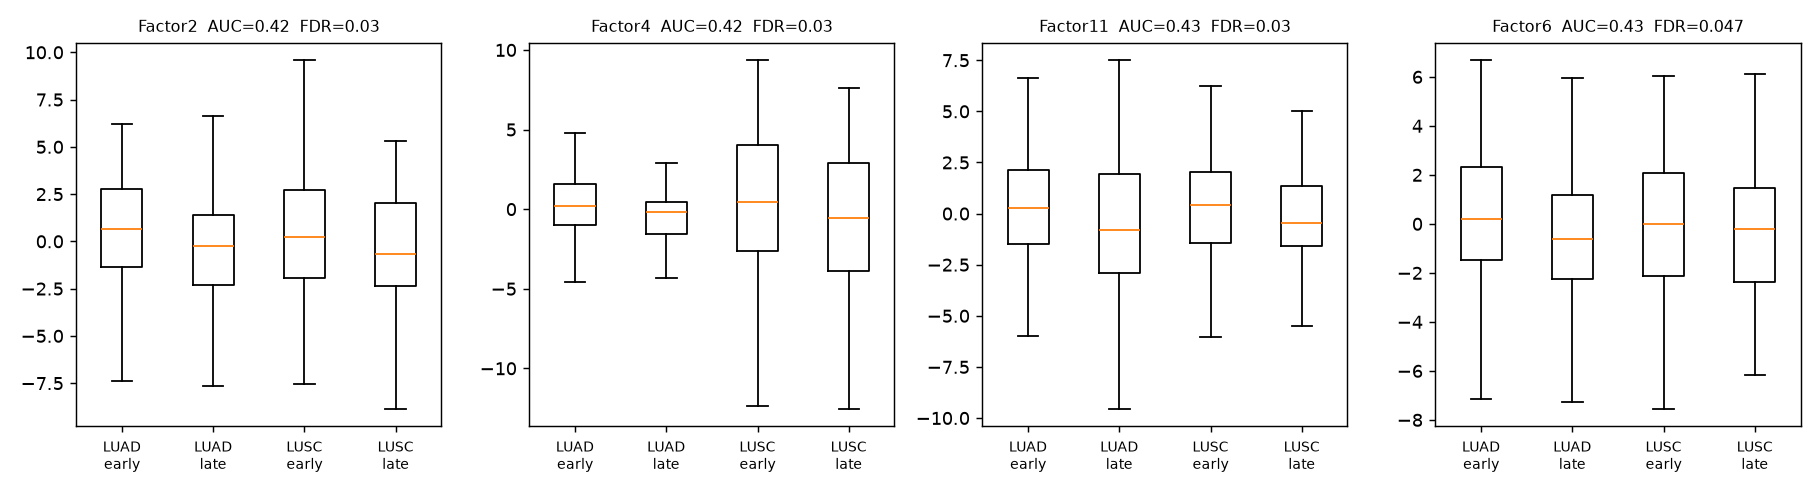 Factor2 AUC=0.42 FDR=0.03
10.0
7.5
5.0
2.5
0.0
−2.5
−5.0
−7.5
LUAD early
LUAD late
LUSC early
LUSC late
Factor4 AUC=0.42 FDR=0.03
10
5
0
−5
−10
LUAD early
LUAD late
LUSC early
LUSC late
Factor11 AUC=0.43 FDR=0.03
7.5
5.0
2.5
0.0
−2.5
−5.0
−7.5
−10.0
LUAD early
LUAD late
LUSC early
LUSC late
Factor6 AUC=0.43 FDR=0.047
6
4
2
0
−2
−4
−6
−8
LUAD early
LUAD late
LUSC early
LUSC late